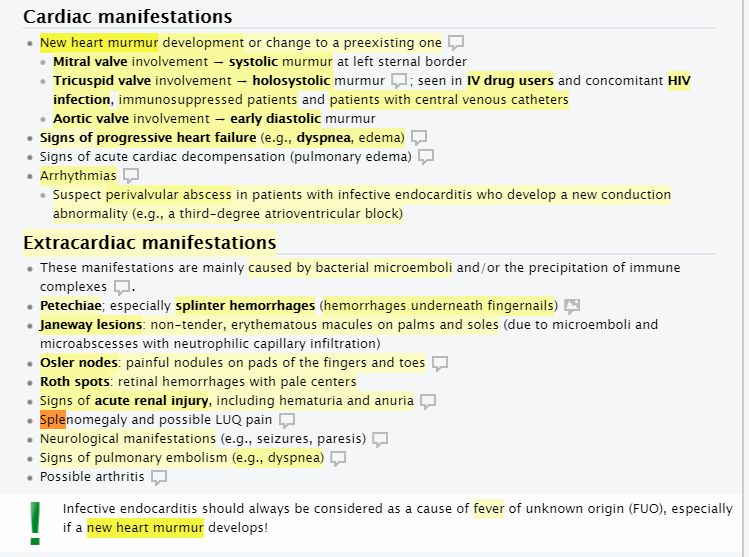 Cardiac manifestations
New heart murmur development or change to a preexisting one
Mitral valve involvement → systolic murmur at left sternal border
Tricuspid valve involvement → holosystolic murmur ; seen in IV drug users and concomitant HIV
infection, immunosuppressed patients and patients with central venous catheters
Aortic valve involvement → early diastolic murmur
Signs of progressive heart failure (e.g., dyspnea, edema)
Signs of acute cardiac decompensation (pulmonary edema)
Arrhythmias
Suspect perivalvular abscess in patients with infective endocarditis who develop a new conduction
abnormality (e.g., a third-degree atrioventricular block)
Extracardiac manifestations
These manifestations are mainly caused by bacterial microemboli and/or the precipitation of immune
complexes .
Petechiae; especially splinter hemorrhages (hemorrhages underneath fingernails)
Janeway lesions: non-tender, erythematous macules on palms and soles (due to microemboli and
microabscesses with neutrophilic capillary infiltration)
Osler nodes: painful nodules on pads of the fingers and toes
Roth spots: retinal hemorrhages with pale centers
Signs of acute renal injury, including hematuria and anuria
Splenomegaly and possible LUQ pain
Neurological manifestations (e.g., seizures, paresis)
Signs of pulmonary embolism (e.g., dyspnea)
Possible arthritis
! Infective endocarditis should always be considered as a cause of fever of unknown origin (FUO), especially
if a new heart murmur develops!